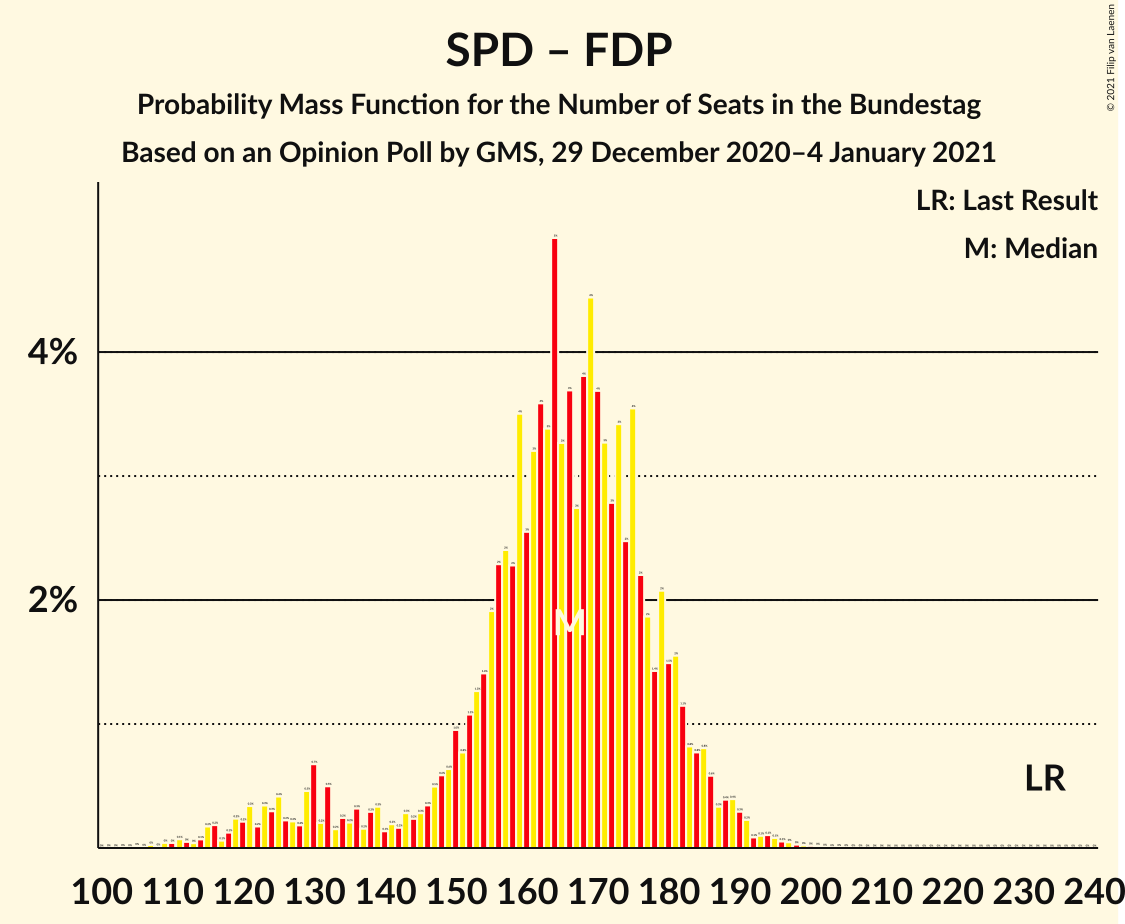 SPD – FDP
Probability Mass Function for the Number of Seats in the Bundestag
Based on an Opinion Poll by GMS, 29 December 2020–4 January 2021
© 2021 Filip van Laenen
LR: Last Result
M: Median
4%
2%
M
LR
100 110 120 130 140 150 160 170 180 190 200 210 220 230 240